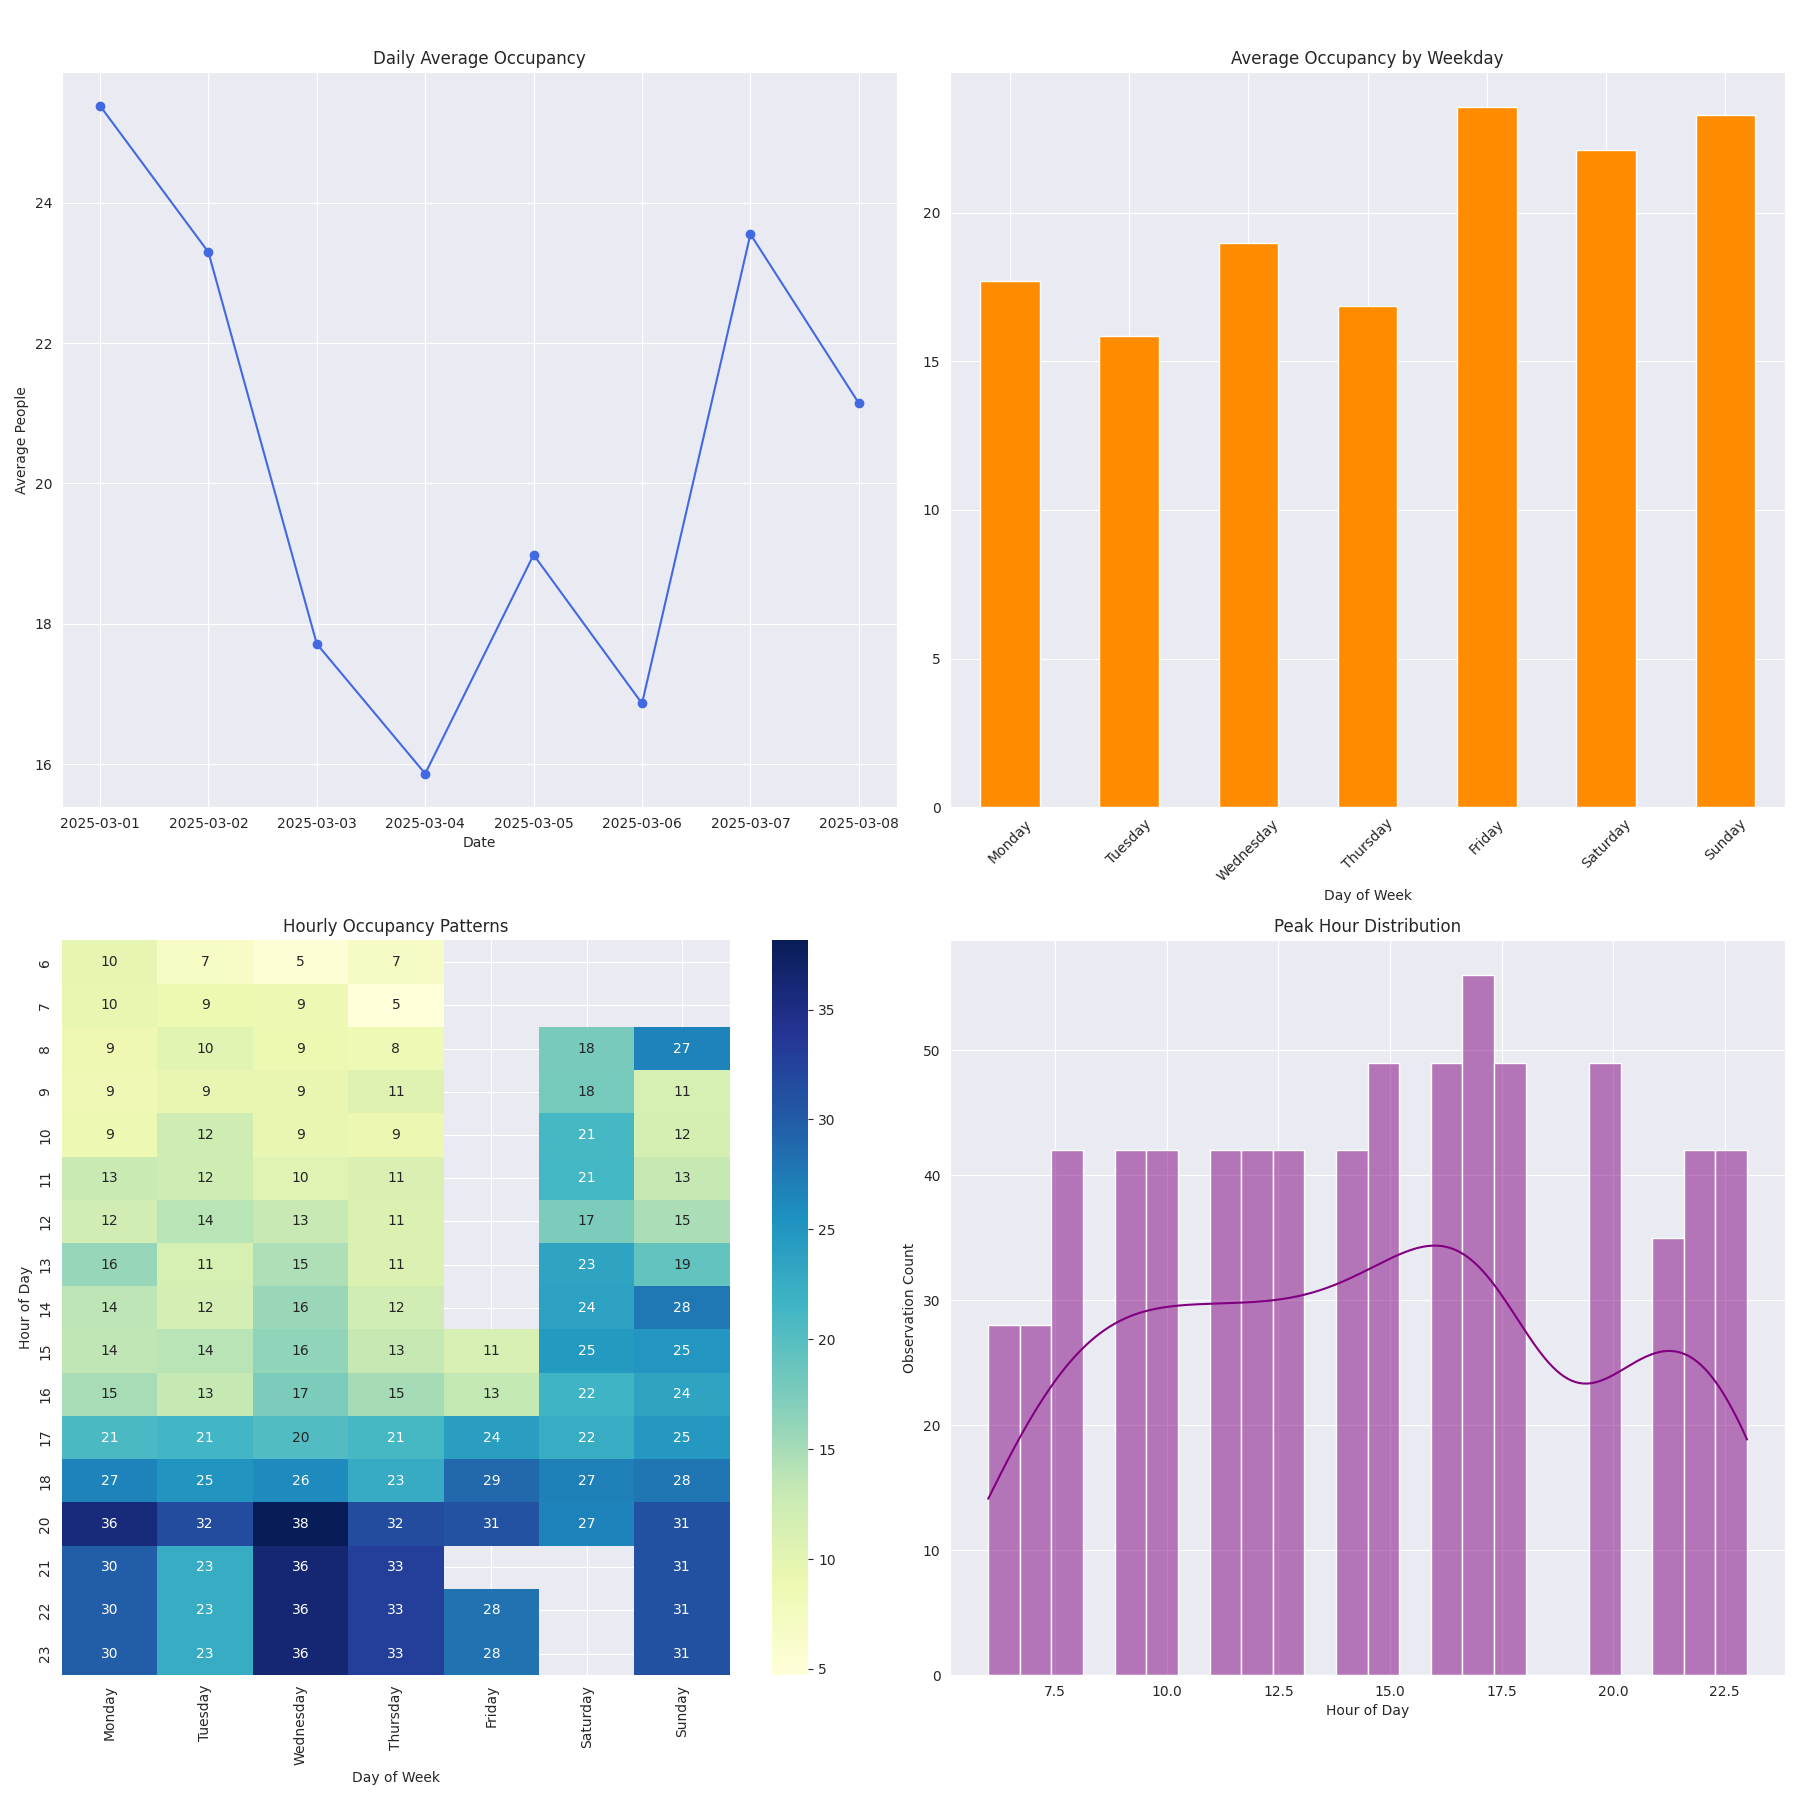 Daily Average Occupancy
24
22
20
18
16
Average People
2025-03-01 2025-03-02 2025-03-03 2025-03-04 2025-03-05 2025-03-06 2025-03-07 2025-03-08
Date
Average Occupancy by Weekday
20
15
10
5
0
Monday Tuesday Wednesday Thursday Friday Saturday Sunday
Day of Week
Hourly Occupancy Patterns
Hour of Day
6 10 7 5 7
7 10 9 9 5
8 9 10 9 8 18 27
9 9 9 9 11 18 11
10 9 12 9 9 21 12
11 13 12 10 11 21 13
12 12 14 13 11 17 15
13 16 11 15 11 23 19
14 14 12 16 12 24 28
15 14 14 16 13 11 25 25
16 15 13 17 15 13 22 24
17 21 21 20 21 24 22 25
18 27 25 26 23 29 27 28
20 36 32 38 32 31 27 31
21 30 23 36 33 31
22 30 23 36 33 28 31
23 30 23 36 33 28 31
Monday Tuesday Wednesday Thursday Friday Saturday Sunday
Day of Week
35
30
25
20
15
10
5
Peak Hour Distribution
Observation Count
50
40
30
20
10
0
7.5 10.0 12.5 15.0 17.5 20.0 22.5
Hour of Day